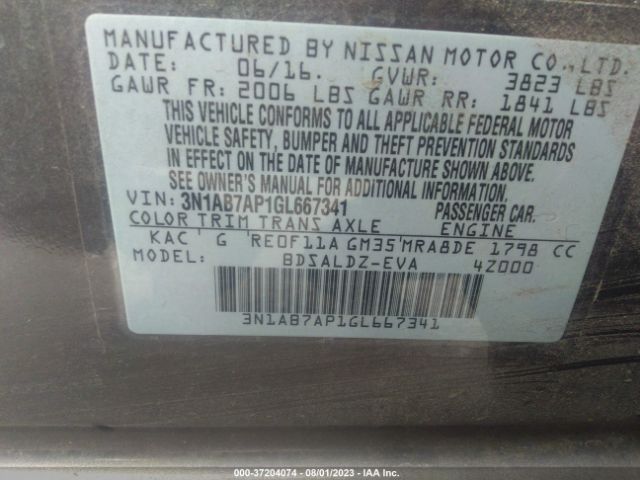 MANUFACTURED BY NISSAN MOTOR CO.,LTD.
DATE: 06/16. GVWR: 3823 LBS
GAWR FR: 2006 LBS GAWR RR: 1841 LBS
THIS VEHICLE CONFORMS TO ALL APPLICABLE FEDERAL MOTOR
VEHICLE SAFETY, BUMPER AND THEFT PREVENTION STANDARDS
IN EFFECT ON THE DATE OF MANUFACTURE SHOWN ABOVE.
SEE OWNER'S MANUAL FOR ADDITIONAL INFORMATION.
VIN: 3N1AB7AP1GL667341 PASSENGER CAR.
COLOR TRIM TRANS AXLE ENGINE
KAC' G 'RE0F11A GM35'MRA8DE 1798 CC
MODEL: BDSALDZ-EVA 4Z000
3N1AB7AP1GL667341
000-37204074 - 08/01/2023 - IAA Inc.